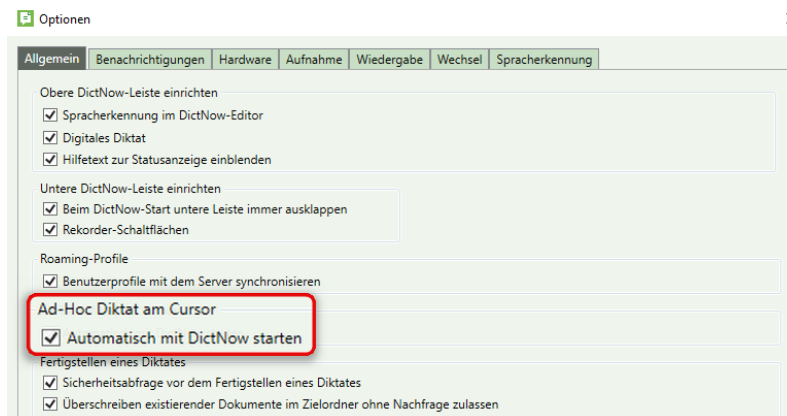 Optionen
Allgemein Benachrichtigungen Hardware Aufnahme Wiedergabe Wechsel Spracherkennung
Obere DictNow-Leiste einrichten
Spracherkennung im DictNow-Editor
Digitales Diktat
Hilfetext zur Statusanzeige einblenden
Untere DictNow-Leiste einrichten
Beim DictNow-Start untere Leiste immer ausklappen
Rekorder-Schaltflächen
Roaming-Profile
Benutzerprofile mit dem Server synchronisieren
Ad-Hoc Diktat am Cursor
Automatisch mit DictNow starten
Fertigstellen eines Diktates
Sicherheitsabfrage vor dem Fertigstellen eines Diktates
Überschreiben existierender Dokumente im Zielordner ohne Nachfrage zulassen